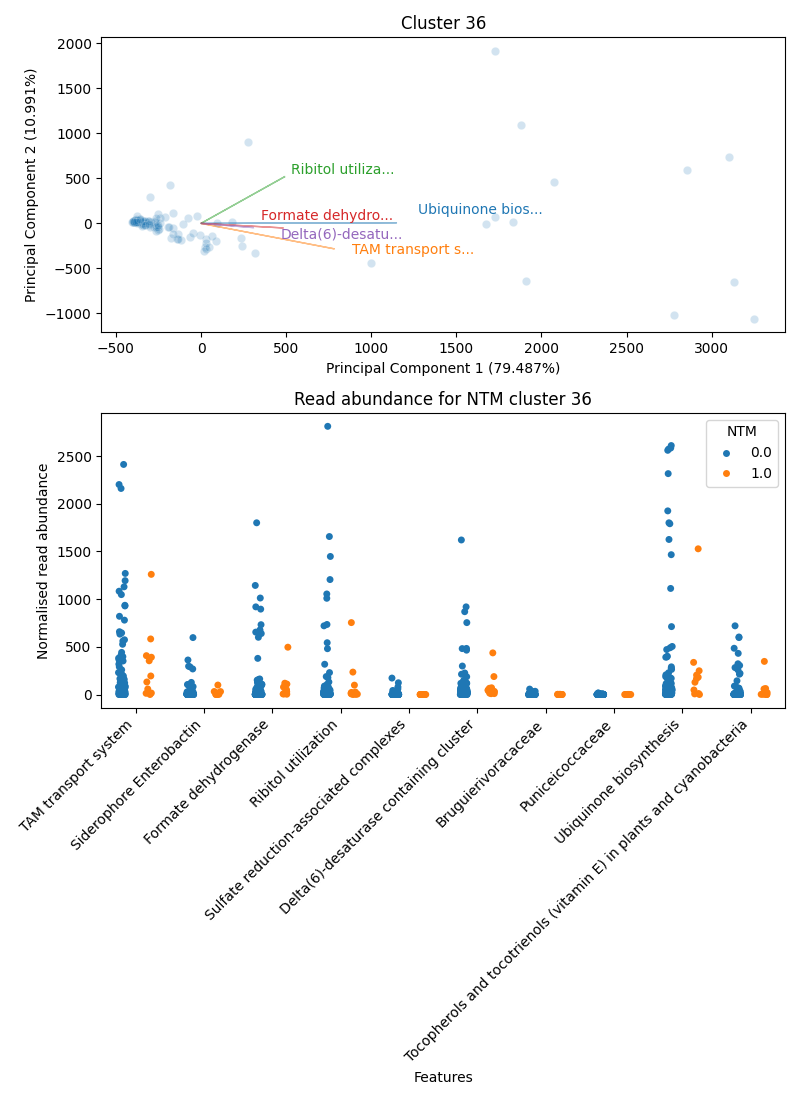 Cluster 36
2000
1500
1000
500
0
−500
−1000
Principal Component 2 (10.991%)
Ribitol utiliza...
Ubiquinone bios...
Formate dehydro...
Delta(6)-desatu...
TAM transport s...
−500 0 500 1000 1500 2000 2500 3000
Principal Component 1 (79.487%)
Read abundance for NTM cluster 36
NTM
0.0
1.0
2500
2000
1500
1000
500
0
Normalised read abundance
TAM transport system
Siderophore Enterobactin
Formate dehydrogenase
Ribitol utilization
Sulfate reduction-associated complexes
Delta(6)-desaturase containing cluster
Bruguierivoracaceae
Puniceicoccaceae
Ubiquinone biosynthesis
Tocopherols and tocotrienols (vitamin E) in plants and cyanobacteria
Features